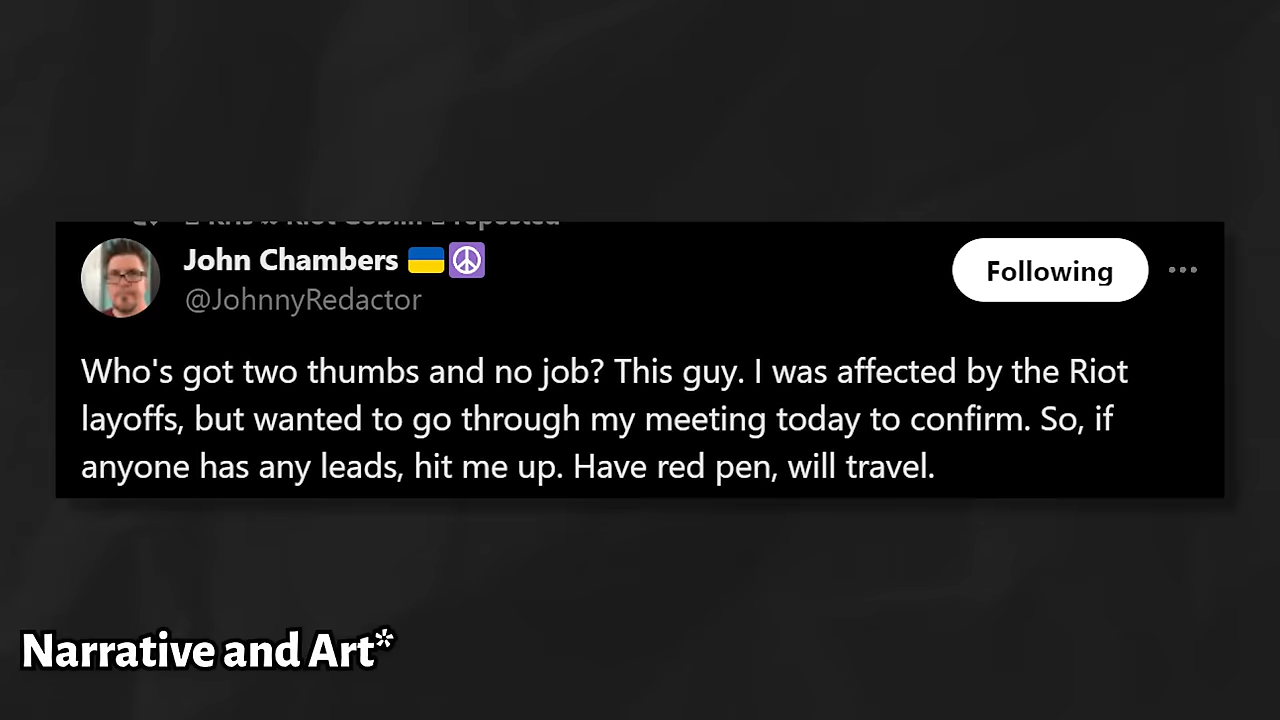 reposted
John Chambers 🇺🇦☮️
Following
@JohnnyRedactor
Who's got two thumbs and no job? This guy. I was affected by the Riot
layoffs, but wanted to go through my meeting today to confirm. So, if
anyone has any leads, hit me up. Have red pen, will travel.
Narrative and Art*